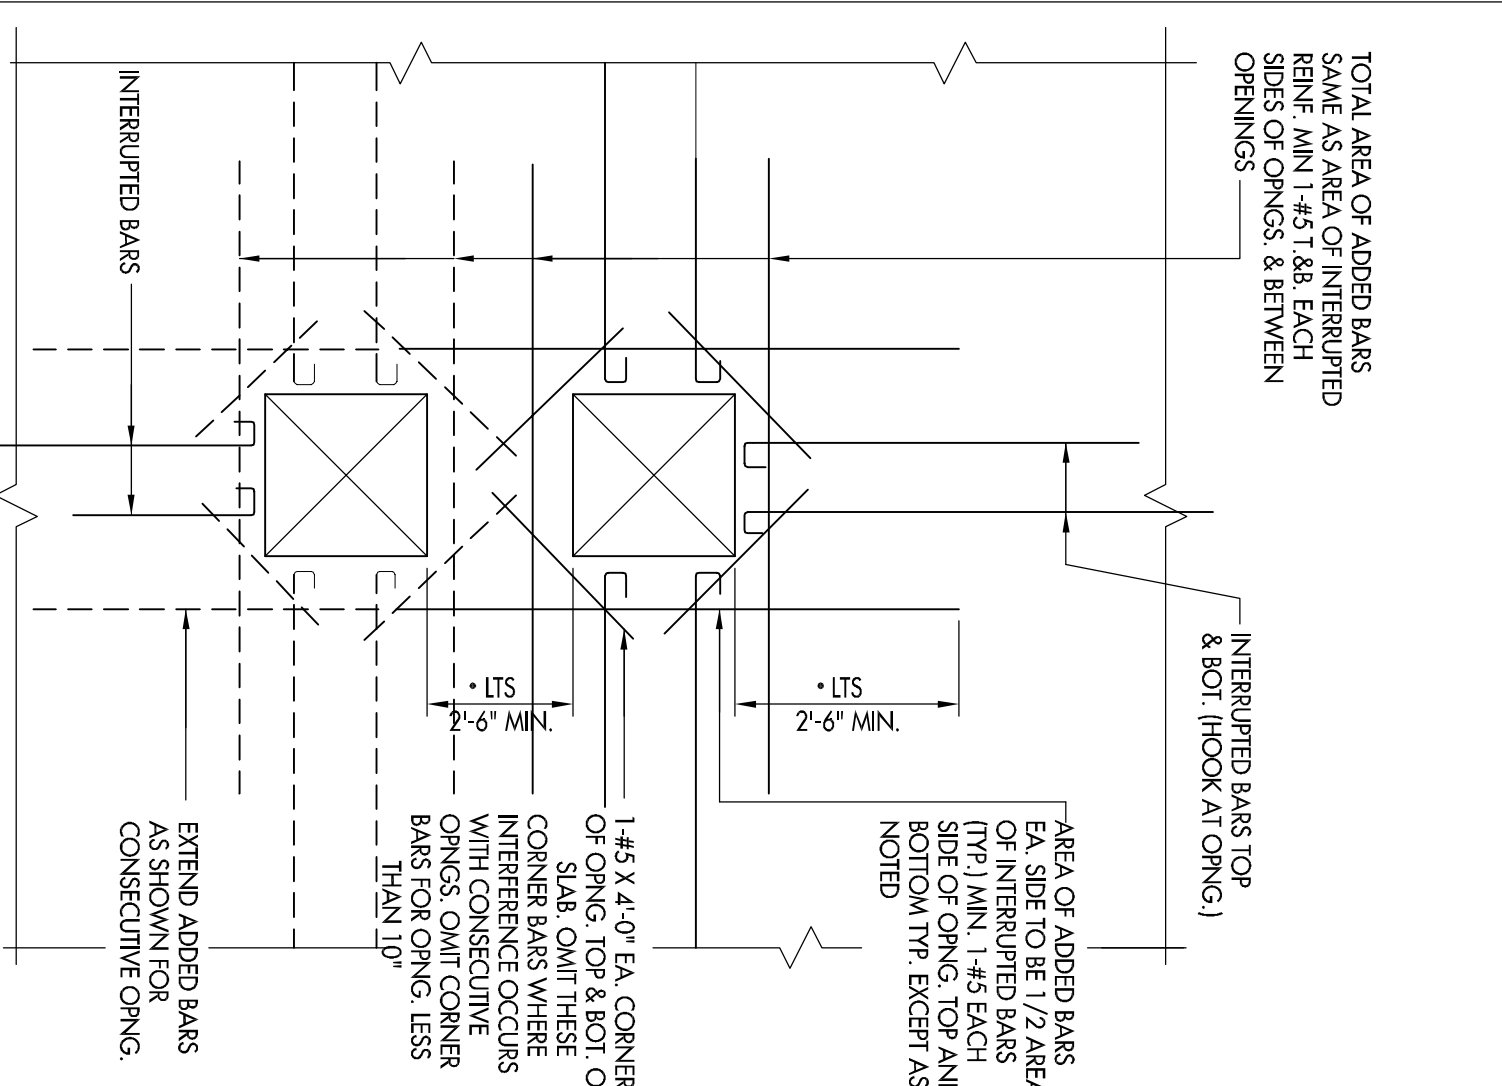 TOTAL AREA OF ADDED BARS
SAME AS AREA OF INTERRUPTED
REINF. MIN 1-#5 T.&B. EACH
SIDES OF OPNGS. & BETWEEN
OPENINGS
INTERRUPTED BARS TOP
& BOT. (HOOK AT OPNG.)
AREA OF ADDED BARS
EA. SIDE TO BE 1/2 AREA
OF INTERRUPTED BARS
(TYP.) MIN. 1-#5 EACH
SIDE OF OPNG. TOP AN
BOTTOM TYP. EXCEPT AS
NOTED
• LTS
2'-6" MIN.
• LTS
2'-6" MIN.
1-#5 X 4'-0" EA. CORNER
OF OPNG. TOP & BOT. O
SLAB. OMIT THESE
CORNER BARS WHERE
INTERFERENCE OCCURS
WITH CONSECUTIVE
OPNGS. OMIT CORNER
BARS FOR OPNG. LESS
THAN 10"
INTERRUPTED BARS
EXTEND ADDED BARS
AS SHOWN FOR
CONSECUTIVE OPNG.